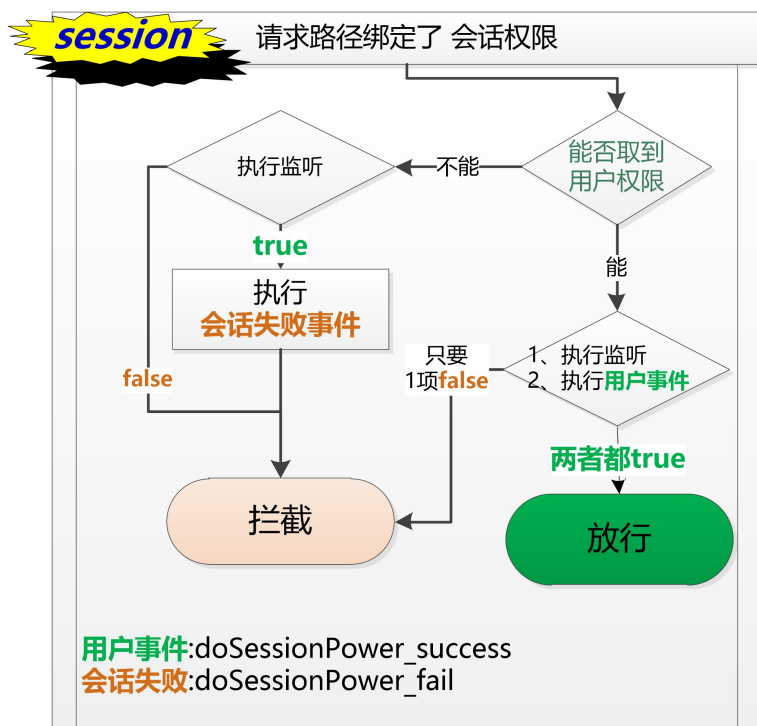 session
请求路径绑定了 会话权限
能否取到
用户权限
不能
执行监听
true
执行
会话失败事件
false
能
1、执行监听
2、执行用户事件
只要
1项false
两者都true
拦截
放行
用户事件:doSessionPower_success
会话失败:doSessionPower_fail